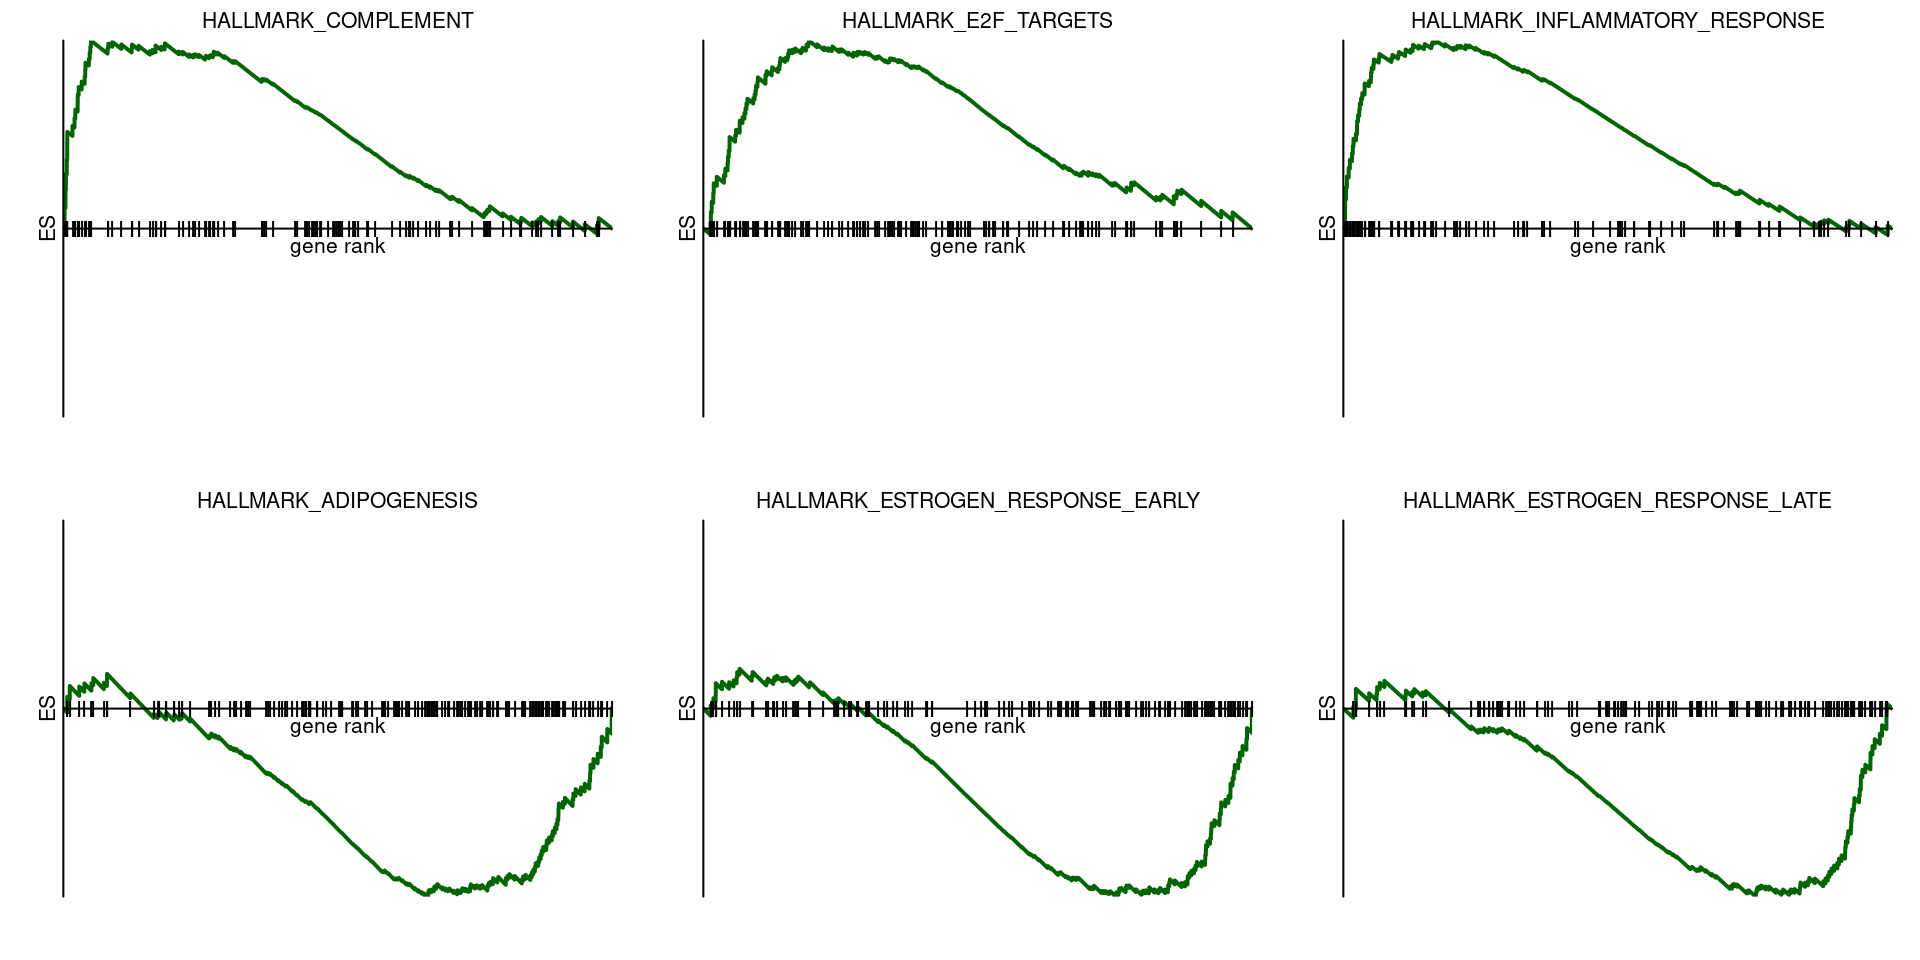 HALLMARK_COMPLEMENT
ES
gene rank
HALLMARK_E2F_TARGETS
ES
gene rank
HALLMARK_INFLAMMATORY_RESPONSE
ES
gene rank
HALLMARK_ADIPOGENESIS
ES
gene rank
HALLMARK_ESTROGEN_RESPONSE_EARLY
ES
gene rank
HALLMARK_ESTROGEN_RESPONSE_LATE
ES
gene rank